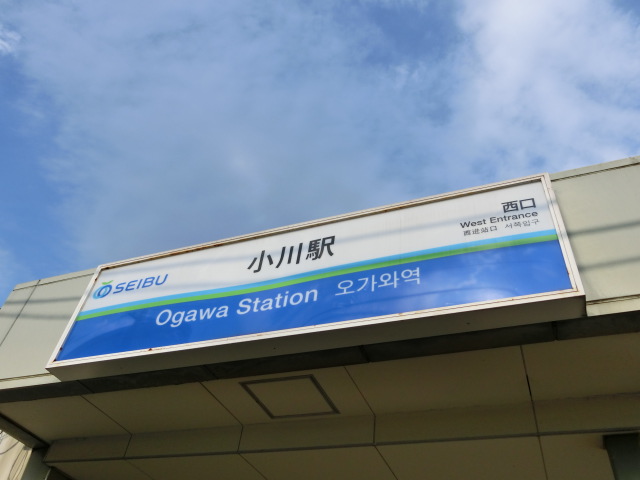 SEIBU
小川駅
Ogawa Station 오가와역
西口
West Entrance
西进站口 서쪽입구